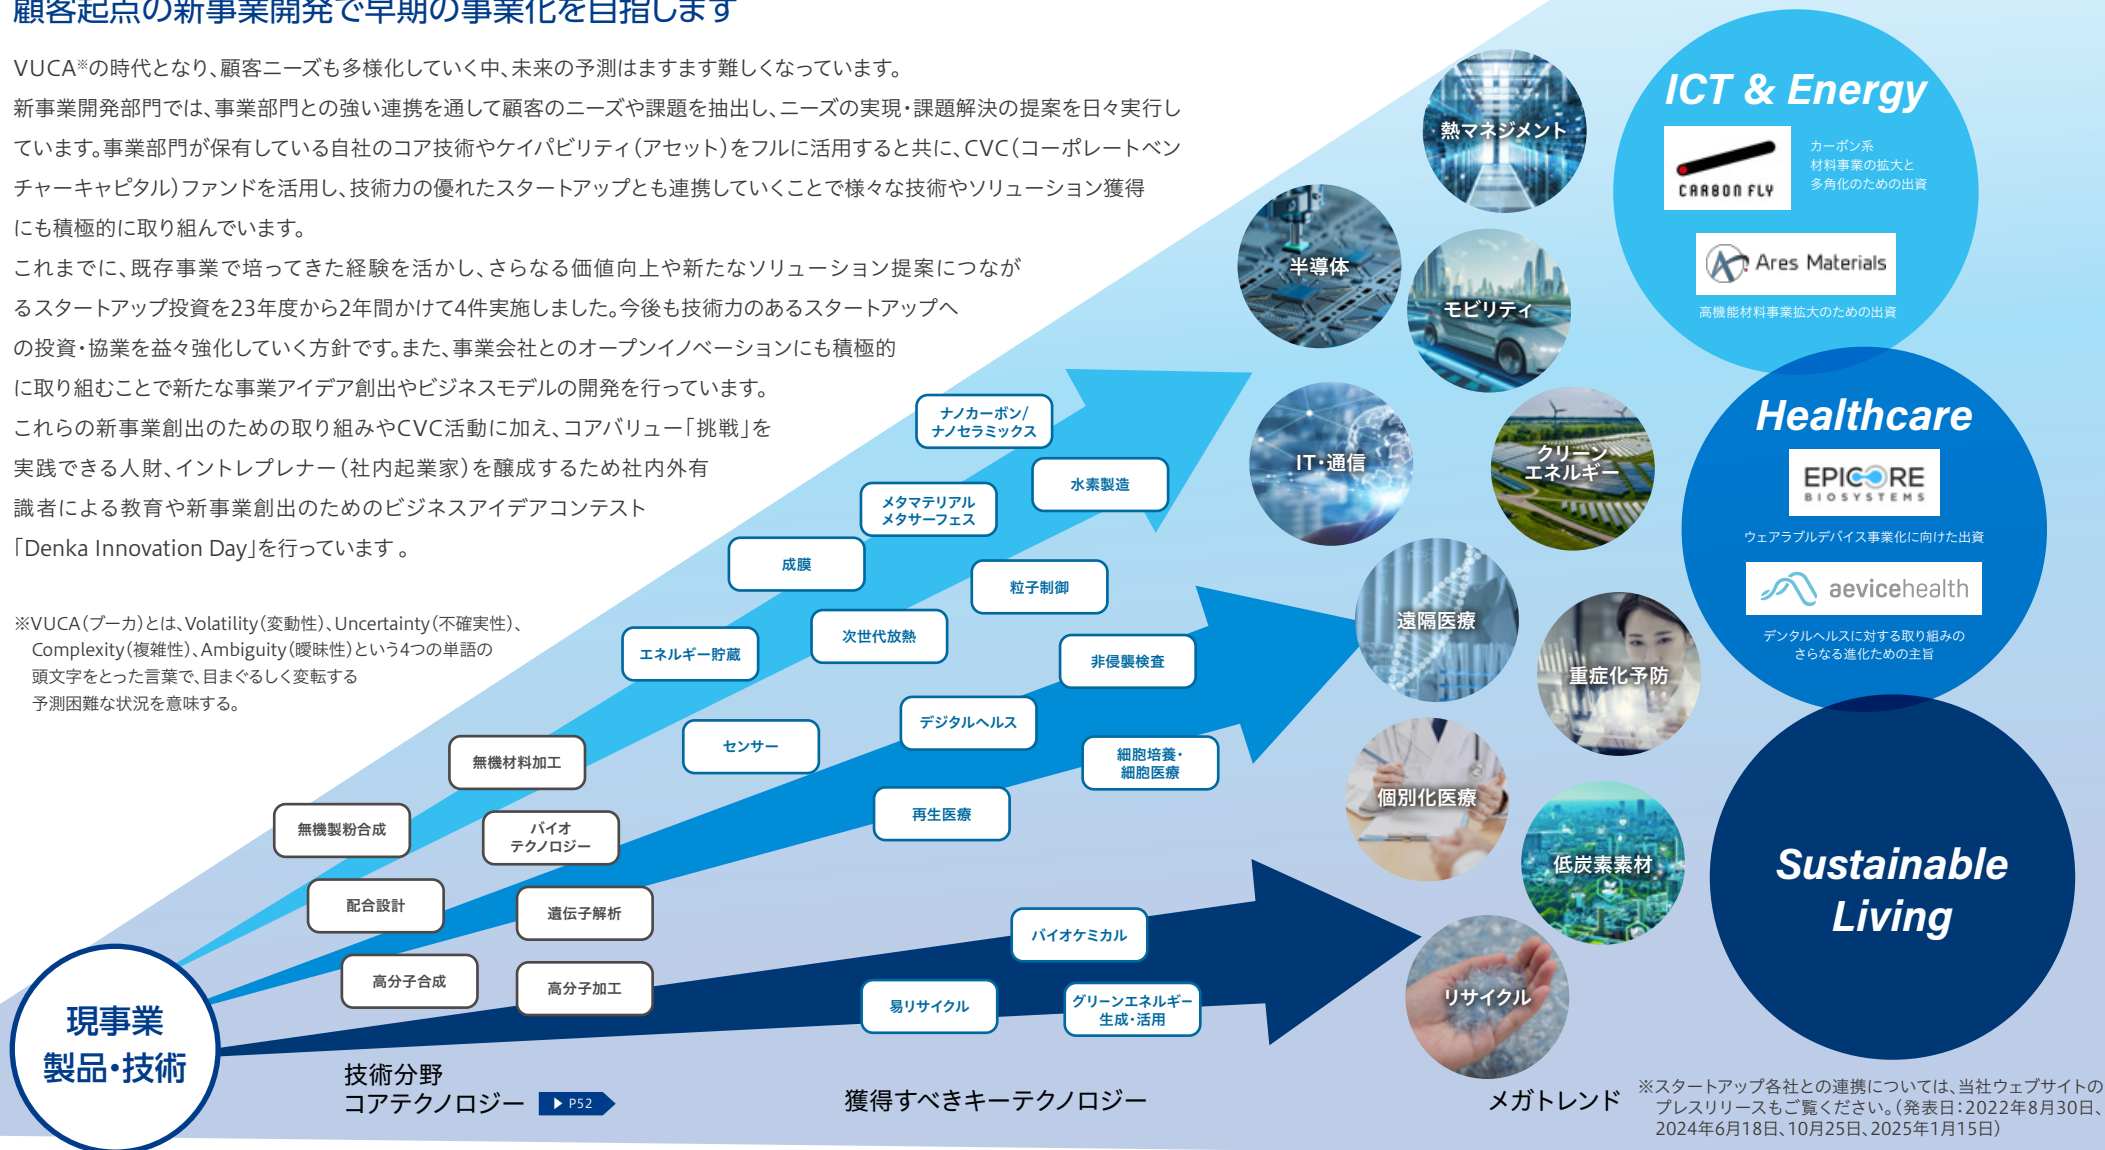 顧客起点の新事業開発で早期の事業化を目指します
VUCA※の時代となり、顧客ニーズも多様化していく中、未来の予測はますます難しくなっています。
新事業開発部門では、事業部門との強い連携を通して顧客のニーズや課題を抽出し、ニーズの実現・課題解決の提案を日々実行し
ています。事業部門が保有している自社のコア技術やケイパビリティ（アセット）をフルに活用すると共に、CVC（コーポレートベン
チャーキャピタル）ファンドを活用し、技術力の優れたスタートアップとも連携していくことで様々な技術やソリューション獲得
にも積極的に取り組んでいます。
これまでに、既存事業で培ってきた経験を活かし、さらなる価値向上や新たなソリューション提案につなが
るスタートアップ投資を23年度から2年間かけて4件実施しました。今後も技術力のあるスタートアップへ
の投資・協業を益々強化していく方針です。また、事業会社とのオープンイノベーションにも積極的
に取り組むことで新たな事業アイデア創出やビジネスモデルの開発を行っています。
これらの新事業創出のための取り組みやCVC活動に加え、コアバリュー「挑戦」を
実践できる人財、イントレプレナー（社内起業家）を醸成するため社内外有
識者による教育や新事業創出のためのビジネスアイデアコンテスト
「Denka Innovation Day」を行っています。
※VUCA（ブーカ）とは、Volatility（変動性）、Uncertainty（不確実性）、
Complexity（複雑性）、Ambiguity（曖昧性）という4つの単語の
頭文字をとった言葉で、目まぐるしく変転する
予測困難な状況を意味する。
現事業
製品・技術
無機材料加工
無機製粉合成
バイオ
テクノロジー
配合設計
遺伝子解析
高分子合成
高分子加工
技術分野
コアテクノロジー
▶ P52
ナノカーボン/
ナノセラミックス
水素製造
メタマテリアル
メタサーフェス
成膜
粒子制御
次世代放熱
エネルギー貯蔵
非侵襲検査
デジタルヘルス
センサー
細胞培養・
細胞医療
再生医療
バイオケミカル
易リサイクル
グリーンエネルギー
生成・活用
獲得すべきキーテクノロジー
熱マネジメント
半導体
モビリティ
IT・通信
クリーン
エネルギー
遠隔医療
重症化予防
個別化医療
低炭素素材
リサイクル
メガトレンド
ICT & Energy
CARBON FLY
カーボン系
材料事業の拡大と
多角化のための出資
Ares Materials
高機能材料事業拡大のための出資
Healthcare
EPICORE
BIOSYSTEMS
ウェアラブルデバイス事業化に向けた出資
aevicehealth
デンタルヘルスに対する取り組みの
さらなる進化ための主旨
Sustainable
Living
※スタートアップ各社との連携については、当社ウェブサイトの
プレスリリースもご覧ください。（発表日：2022年8月30日、
2024年6月18日、10月25日、2025年1月15日）